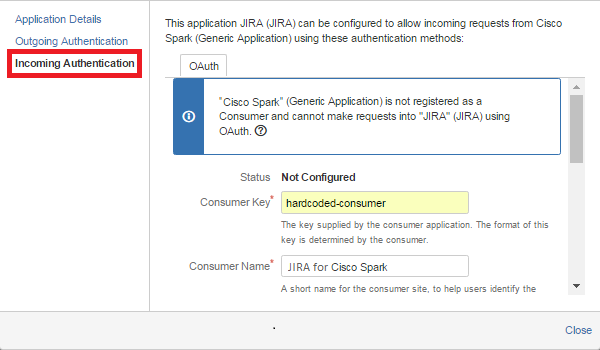 Application Details
Outgoing Authentication
Incoming Authentication
This application JIRA (JIRA) can be configured to allow incoming requests from Cisco
Spark (Generic Application) using these authentication methods:
OAuth
"Cisco Spark" (Generic Application) is not registered as a
Consumer and cannot make requests into "JIRA" (JIRA) using
OAuth. ?
Status Not Configured
Consumer Key* hardcoded-consumer
The key supplied by the consumer application. The format of this
key is determined by the consumer.
Consumer Name* JIRA for Cisco Spark
A short name for the consumer site, to help users identify the
Close